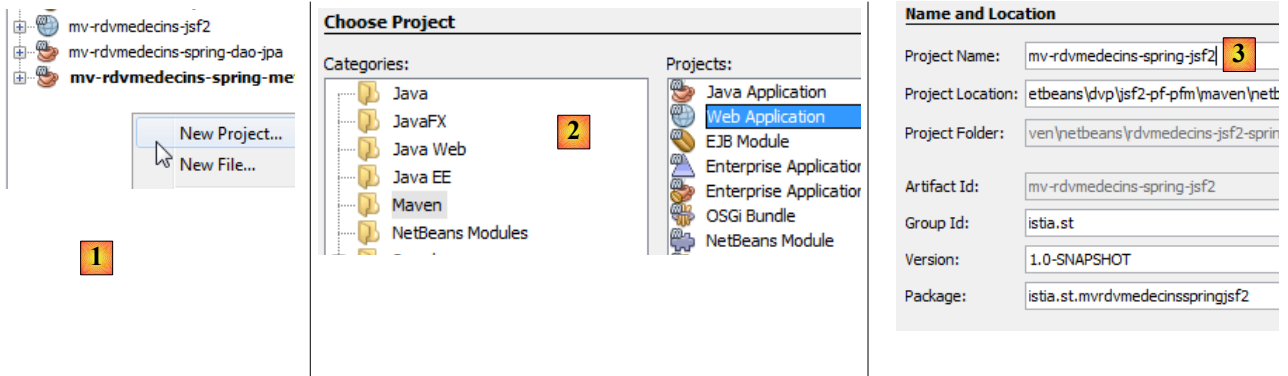 mv-rdvmedecins-jsf2
mv-rdvmedecins-spring-dao-jpa
mv-rdvmedecins-spring-me
New Project...
New File...
1
Choose Project
Categories:
Java
JavaFX
Java Web
Java EE
Maven
NetBeans Modules
2
Projects:
Java Application
Web Application
EJB Module
Enterprise Application
Enterprise Application
OSGi Bundle
NetBeans Module
Name and Location
Project Name: mv-rdvmedecins-spring-jsf2 3
Project Location: etbeans\dvp\jsf2-pf-pfm\maven\netb
Project Folder: ven\netbeans\rdvmedecins-jsf2-sprin
Artifact Id: mv-rdvmedecins-spring-jsf2
Group Id: istia.st
Version: 1.0-SNAPSHOT
Package: istia.st.mvrdvmedecinsspringjsf2